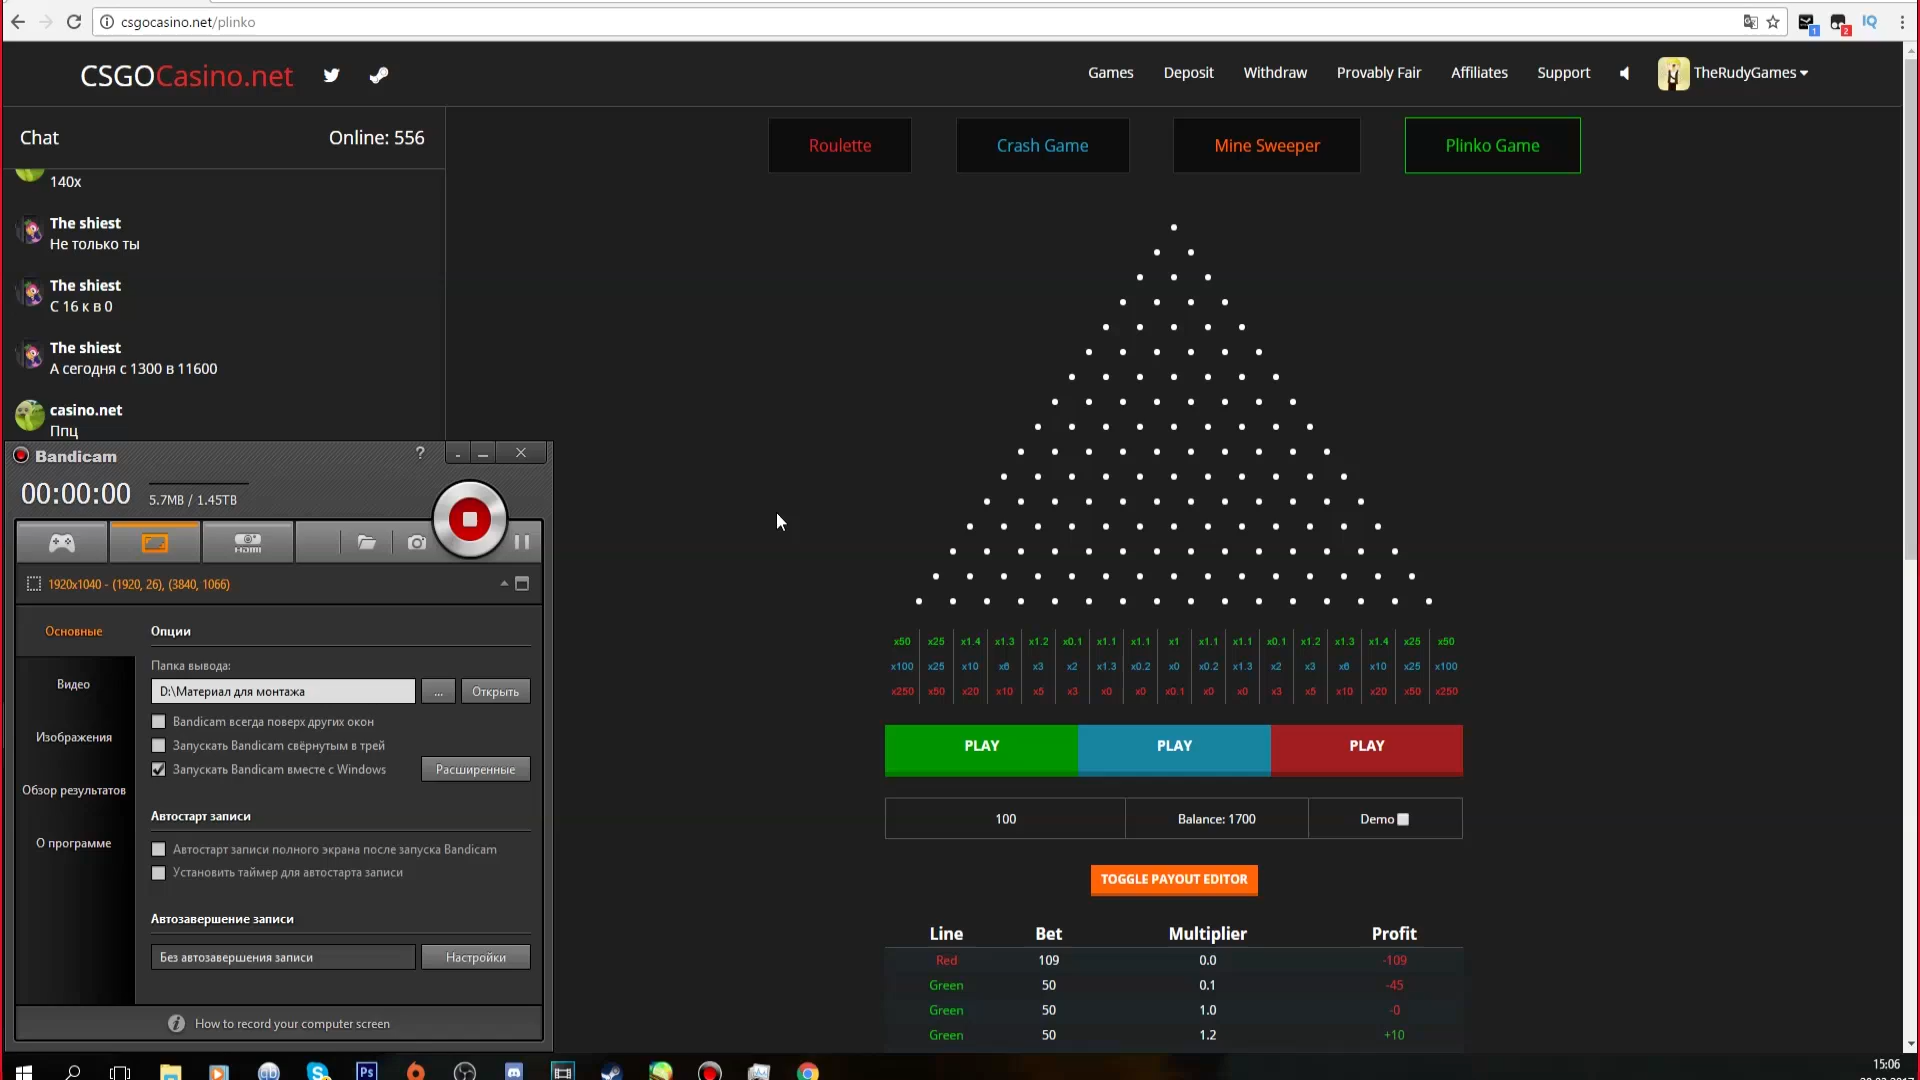 csgocasino.net/plinko
1
2
IQ
CSGOCasino.net
Games Deposit Withdraw Provably Fair Affiliates Support TheRudyGames
Chat Online: 556
Roulette Crash Game Mine Sweeper Plinko Game
140x
The shiest
Не только ты
The shiest
С 16 к в 0
The shiest
А сегодня с 1300 в 11600
casino.net
Ппц
Bandicam ?
00:00:00 5.7MB / 1.45TB
HDMI
1920x1040 - (1920, 26), (3840, 1066)
Основные
Видео
Изображения
Обзор результатов
О программе
Опции
Папка вывода:
D:\Материал для монтажа ... Открыть
Bandicam всегда поверх других окон
Запускать Bandicam свёрнутым в трей
Запускать Bandicam вместе с Windows Расширенные
Автостарт записи
Автостарт записи полного экрана после запуска Bandicam
Установить таймер для автостарта записи
Автозавершение записи
Без автозавершения записи Настройки
How to record your computer screen
x50 x25 x1.4 x1.3 x1.2 x0.1 x1.1 x1.1 x1 x1.1 x1.1 x0.1 x1.2 x1.3 x1.4 x25 x50
x100 x25 x10 x6 x3 x2 x1.3 x0.2 x0 x0.2 x1.3 x2 x3 x6 x10 x25 x100
x250 x50 x20 x10 x5 x3 x0 x0 x0.1 x0 x0 x3 x5 x10 x20 x50 x250
PLAY PLAY PLAY
100 Balance: 1700 Demo
TOGGLE PAYOUT EDITOR
Line Bet Multiplier Profit
Red 109 0.0 -109
Green 50 0.1 -45
Green 50 1.0 -0
Green 50 1.2 +10
Ps
15:06